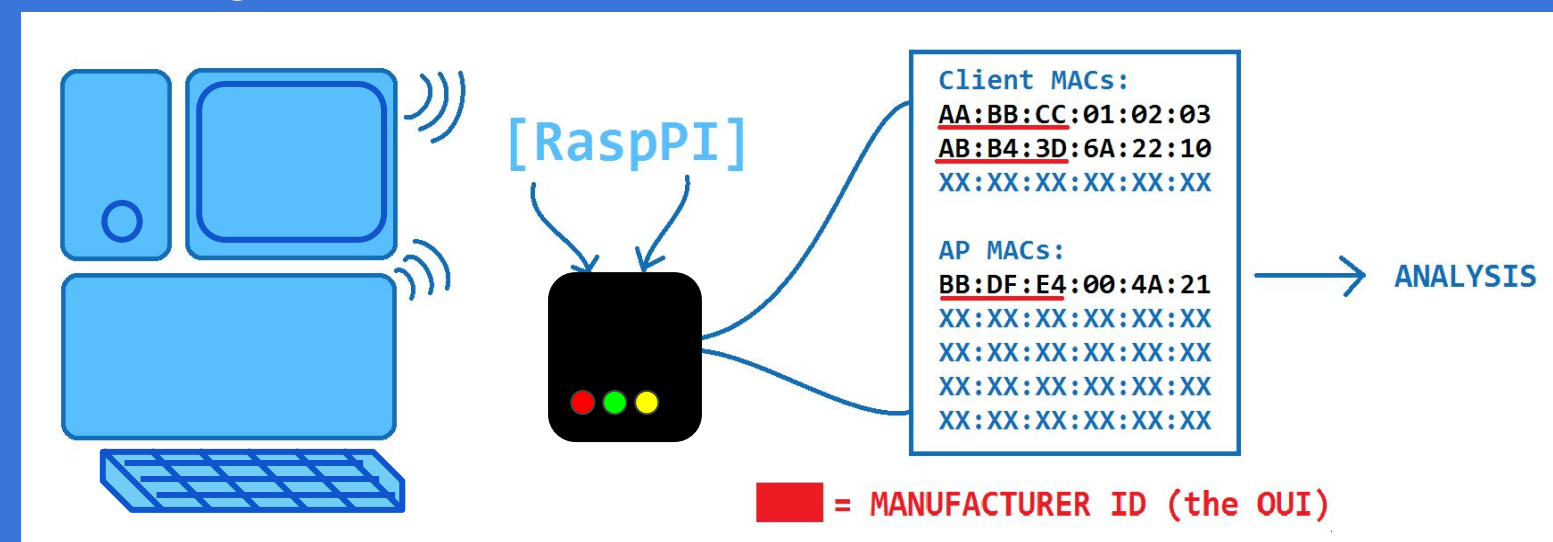 [RaspPI]
Client MACs:
AA:BB:CC:01:02:03
AB:B4:3D:6A:22:10
XX:XX:XX:XX:XX:XX
AP MACs:
BB:DF:E4:00:4A:21
XX:XX:XX:XX:XX:XX
XX:XX:XX:XX:XX:XX
XX:XX:XX:XX:XX:XX
XX:XX:XX:XX:XX:XX
ANALYSIS
= MANUFACTURER ID (the OUI)